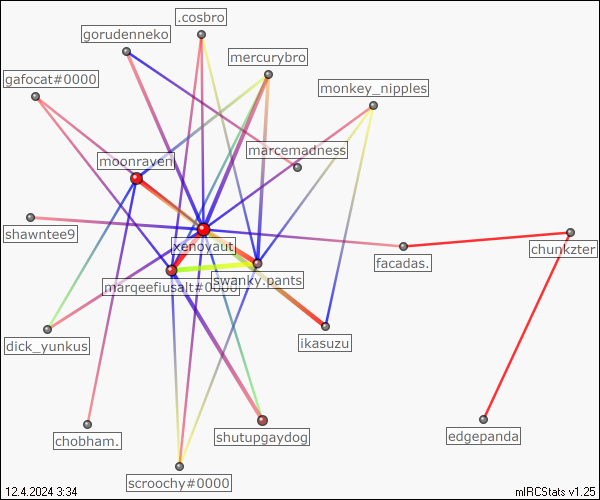 .cosbro
gorudenneko
mercurybro
gafocat#0000
monkey_nipples
marcemadness
moonraven
shawntee9
xenovaut
facadas.
chunkzter
marqeefiusalt#0000
swanky.pants
dick_yunkus
ikasuzu
chobham.
shutupgaydog
edgepanda
scroochy#0000
12.4.2024 3:34
mIRCStats v1.25